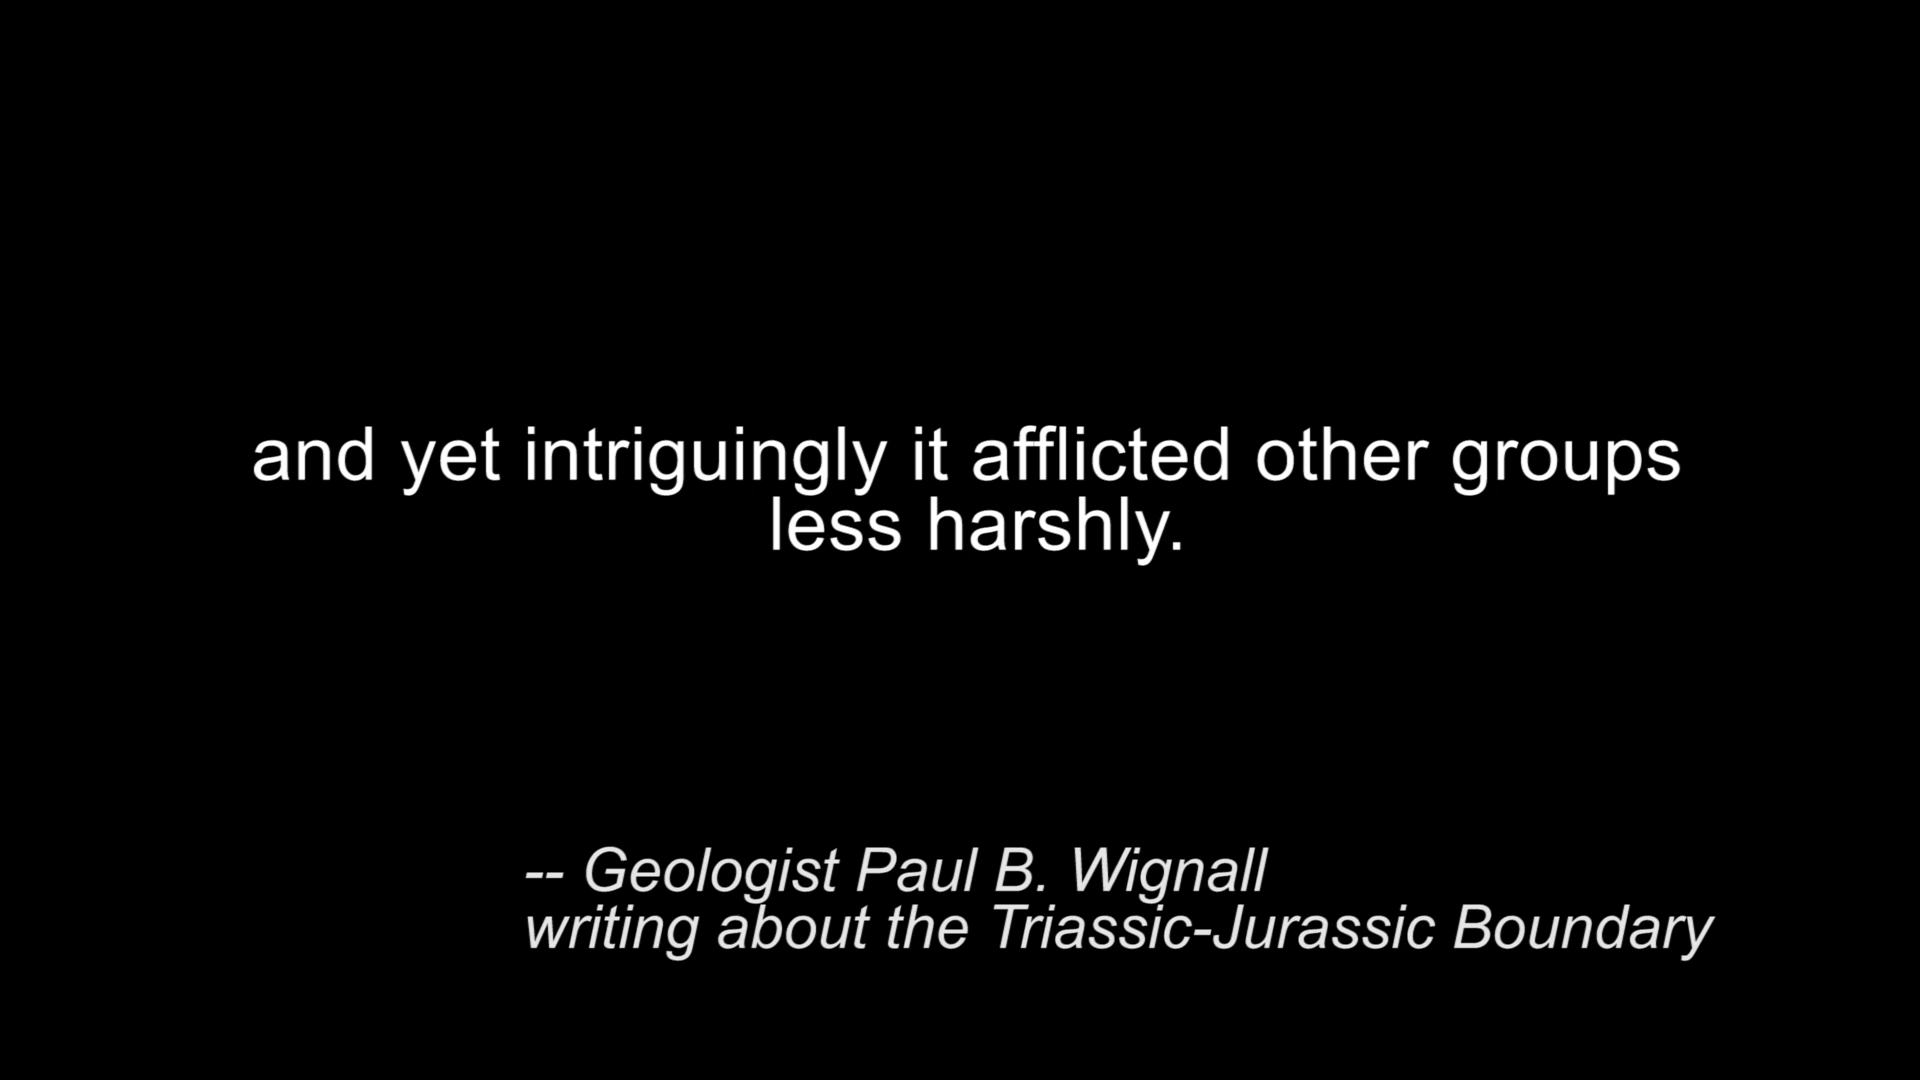 and yet intriguingly it afflicted other groups
less harshly.
-- Geologist Paul B. Wignall
writing about the Triassic-Jurassic Boundary